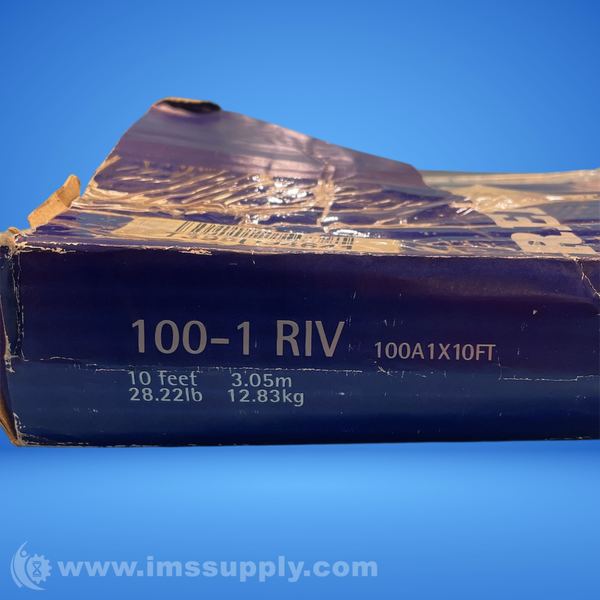 100-1 RIV 100A1X10FT
10 feet 3.05m
28.22lb 12.83kg
www.imssupply.com